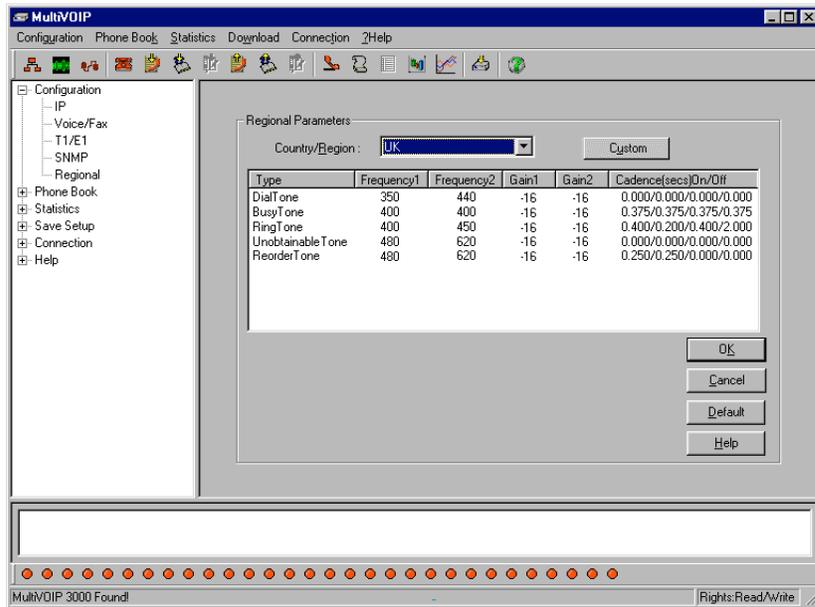 MultiVOIP
Configuration Phone Book Statistics Download Connection ?Help
Configuration
IP
Voice/Fax
T1/E1
SNMP
Regional
Phone Book
Statistics
Save Setup
Connection
Help
Regional Parameters
Country/Region : UK Custom
Type Frequency1 Frequency2 Gain1 Gain2 Cadence(secs)On/Off
DialTone 350 440 -16 -16 0.000/0.000/0.000/0.000
BusyTone 400 400 -16 -16 0.375/0.375/0.375/0.375
RingTone 400 450 -16 -16 0.400/0.200/0.400/2.000
UnobtainableTone 480 620 -16 -16 0.000/0.000/0.000/0.000
ReorderTone 480 620 -16 -16 0.250/0.250/0.000/0.000
OK
Cancel
Default
Help
MultiVOIP 3000 Found! Rights:Read/Write